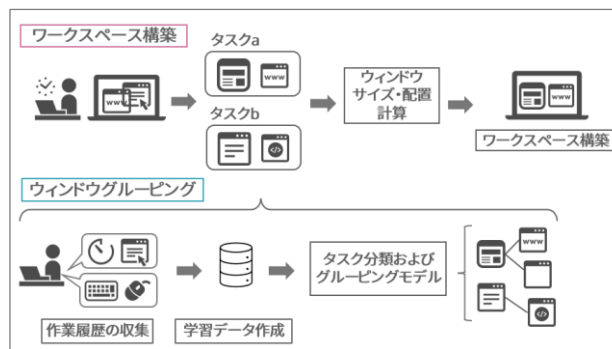 ワークスペース構築
タスクa
www
www
タスクb
ウィンドウ
サイズ・配置
計算
www
ワークスペース構築
ウィンドウグルーピング
作業履歴の収集
学習データ作成
タスク分類および
グルーピングモデル
www